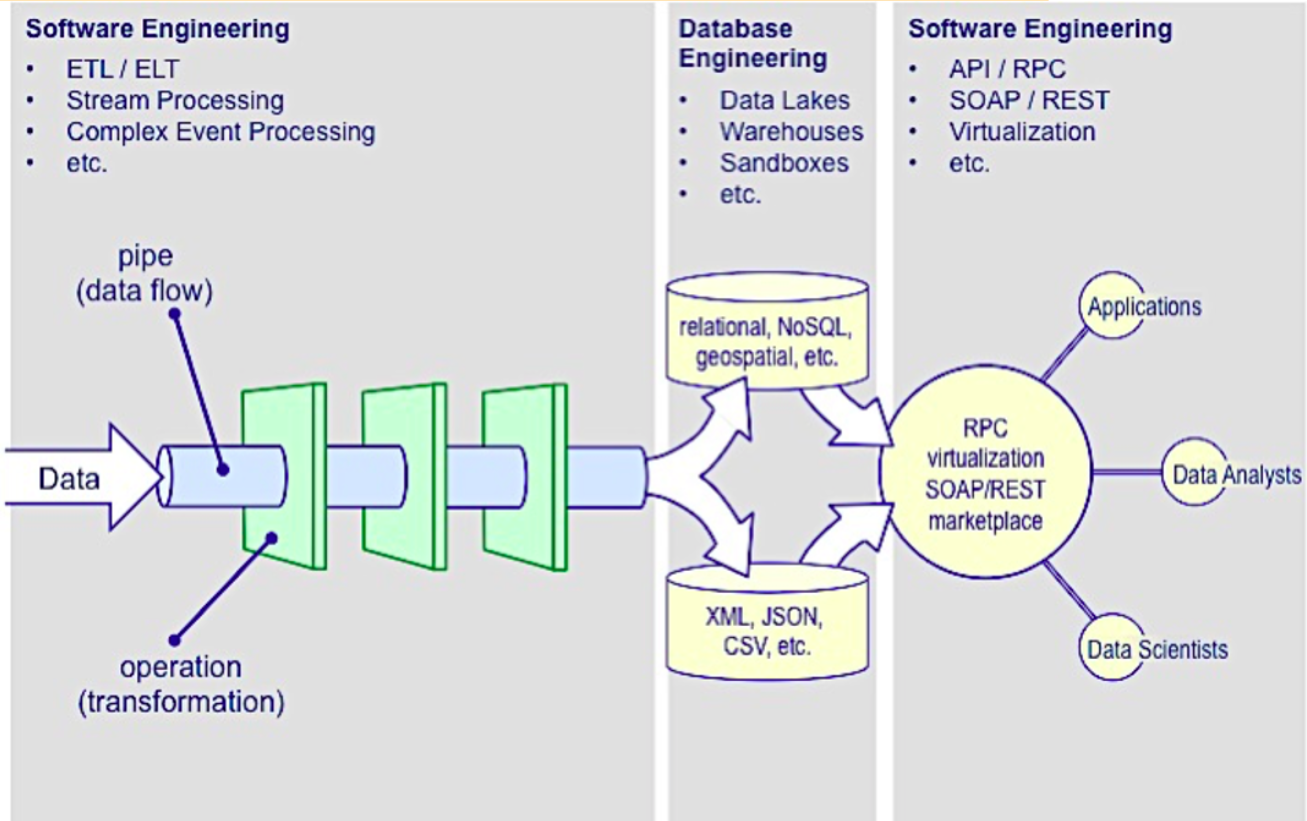 Software Engineering
• ETL / ELT
• Stream Processing
• Complex Event Processing
• etc.
pipe
(data flow)
Data
operation
(transformation)
Database
Engineering
• Data Lakes
• Warehouses
• Sandboxes
• etc.
relational, NoSQL,
geospatial, etc.
XML, JSON,
CSV, etc.
Software Engineering
• API / RPC
• SOAP / REST
• Virtualization
• etc.
RPC
virtualization
SOAP/REST
marketplace
Applications
Data Analysts
Data Scientists